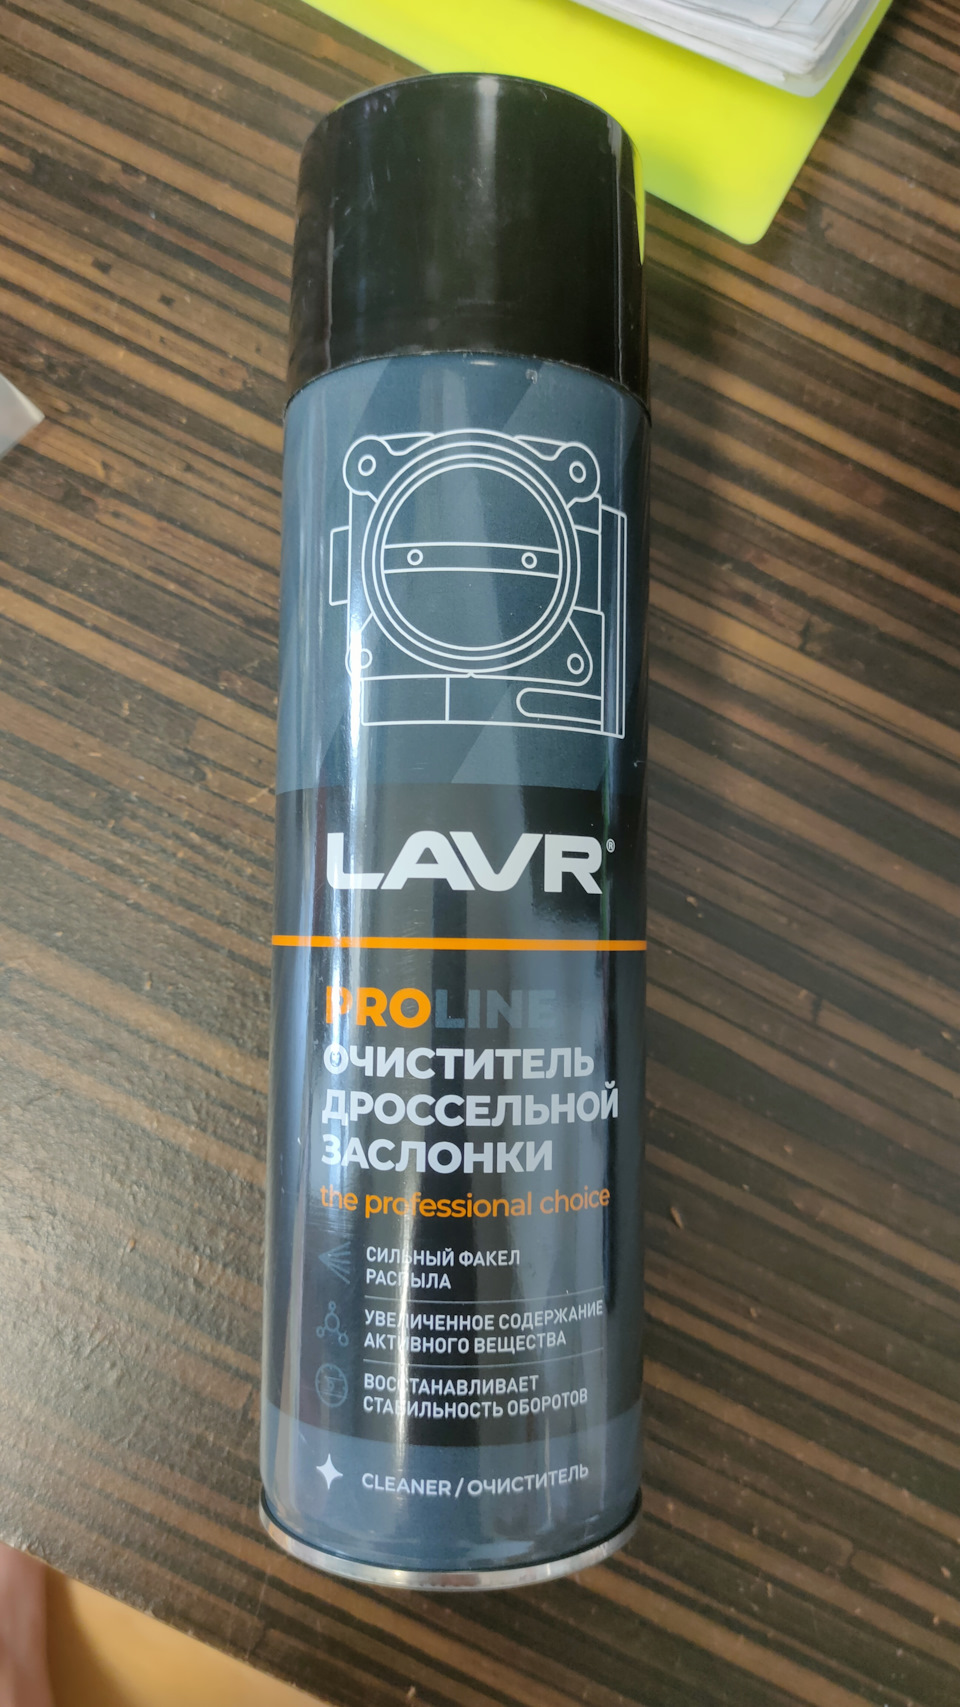 LAVR®
PROLINE
ОЧИСТИТЕЛЬ
ДРОССЕЛЬНОЙ
ЗАСЛОНКИ
the professional choice
СИЛЬНЫЙ ФАКЕЛ
РАСПЫЛА
УВЕЛИЧЕННОЕ СОДЕРЖАНИЕ
АКТИВНОГО ВЕЩЕСТВА
ВОССТАНАВЛИВАЕТ
СТАБИЛЬНОСТЬ ОБОРОТОВ
CLEANER / ОЧИСТИТЕЛЬ